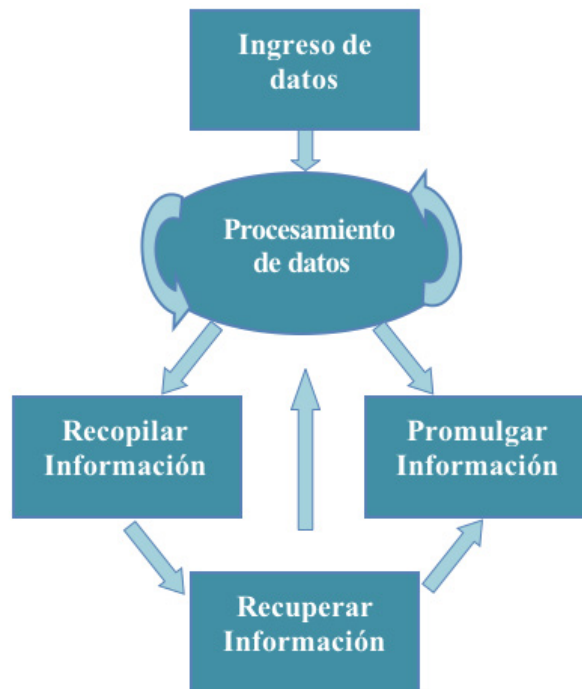 Ingreso de
datos
Procesamiento
de datos
Recopilar
Información
Promulgar
Información
Recuperar
Información